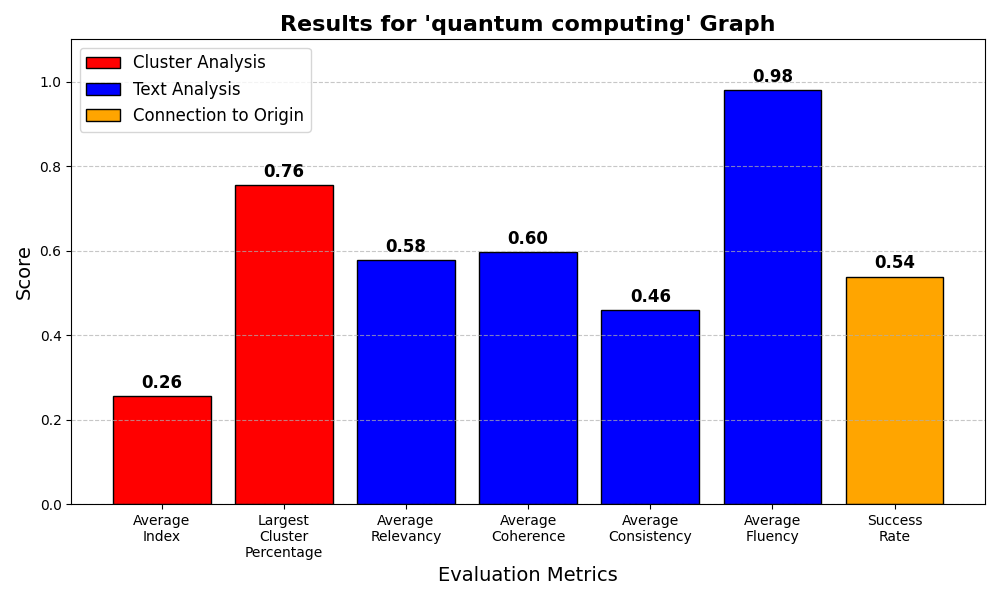 Results for 'quantum computing' Graph
Cluster Analysis
Text Analysis
Connection to Origin
Score
1.0
0.8
0.6
0.4
0.2
0.0
0.26
0.76
0.58
0.60
0.46
0.98
0.54
Average
Index
Largest
Cluster
Percentage
Average
Relevancy
Average
Coherence
Average
Consistency
Average
Fluency
Success
Rate
Evaluation Metrics